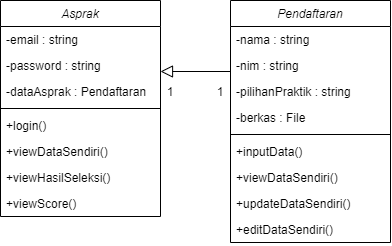 Asprak
-email : string
-password : string
-dataAsprak : Pendaftaran
+login()
+viewDataSendiri()
+viewHasilSeleksi()
+viewScore()
1
1
Pendaftaran
-nama : string
-nim : string
-pilihanPraktik : string
-berkas : File
+inputData()
+viewDataSendiri()
+updateDataSendiri()
+editDataSendiri()